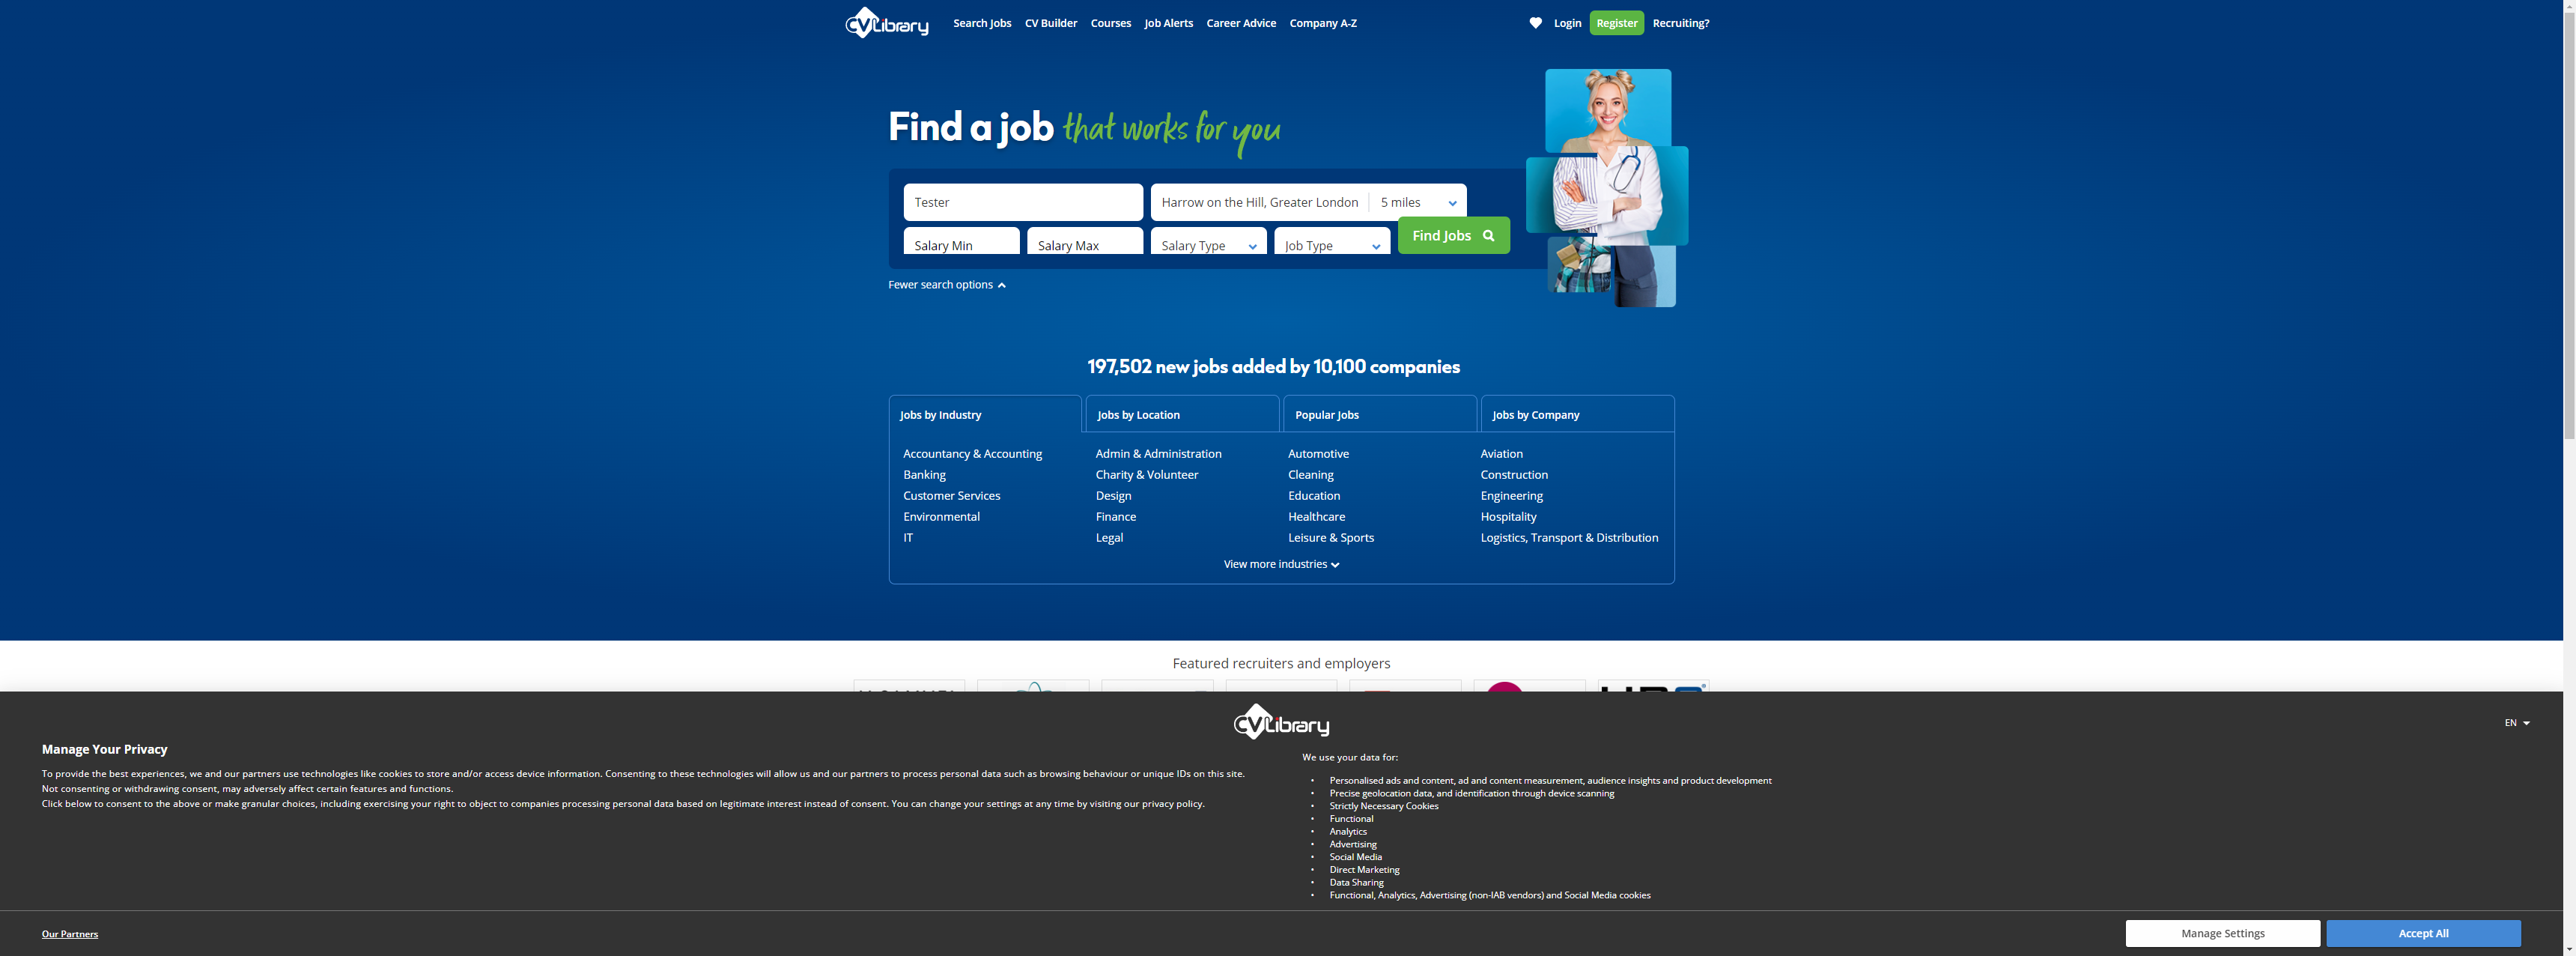 CVLibrary Search Jobs CV Builder Courses Job Alerts Career Advice Company A-Z Login Register Recruiting?
Find a job that works for you
Tester Harrow on the Hill, Greater London 5 miles
Find Jobs
Salary Min Salary Max Salary Type Job Type
Fewer search options
197,502 new jobs added by 10,100 companies
Jobs by Industry Jobs by Location Popular Jobs Jobs by Company
Accountancy & Accounting Admin & Administration Automotive Aviation
Banking Charity & Volunteer Cleaning Construction
Customer Services Design Education Engineering
Environmental Finance Healthcare Hospitality
IT Legal Leisure & Sports Logistics, Transport & Distribution
View more industries
Featured recruiters and employers
CVLibrary
EN
Manage Your Privacy
To provide the best experiences, we and our partners use technologies like cookies to store and/or access device information. Consenting to these technologies will allow us and our partners to process personal data such as browsing behaviour or unique IDs on this site.
Not consenting or withdrawing consent, may adversely affect certain features and functions.
Click below to consent to the above or make granular choices, including exercising your right to object to companies processing personal data based on legitimate interest instead of consent. You can change your settings at any time by visiting our privacy policy.
We use your data for:
• Personalised ads and content, ad and content measurement, audience insights and product development
• Precise geolocation data, and identification through device scanning
• Strictly Necessary Cookies
• Functional
• Analytics
• Advertising
• Social Media
• Direct Marketing
• Data Sharing
• Functional, Analytics, Advertising (non-IAB vendors) and Social Media cookies
Our Partners Manage Settings Accept All